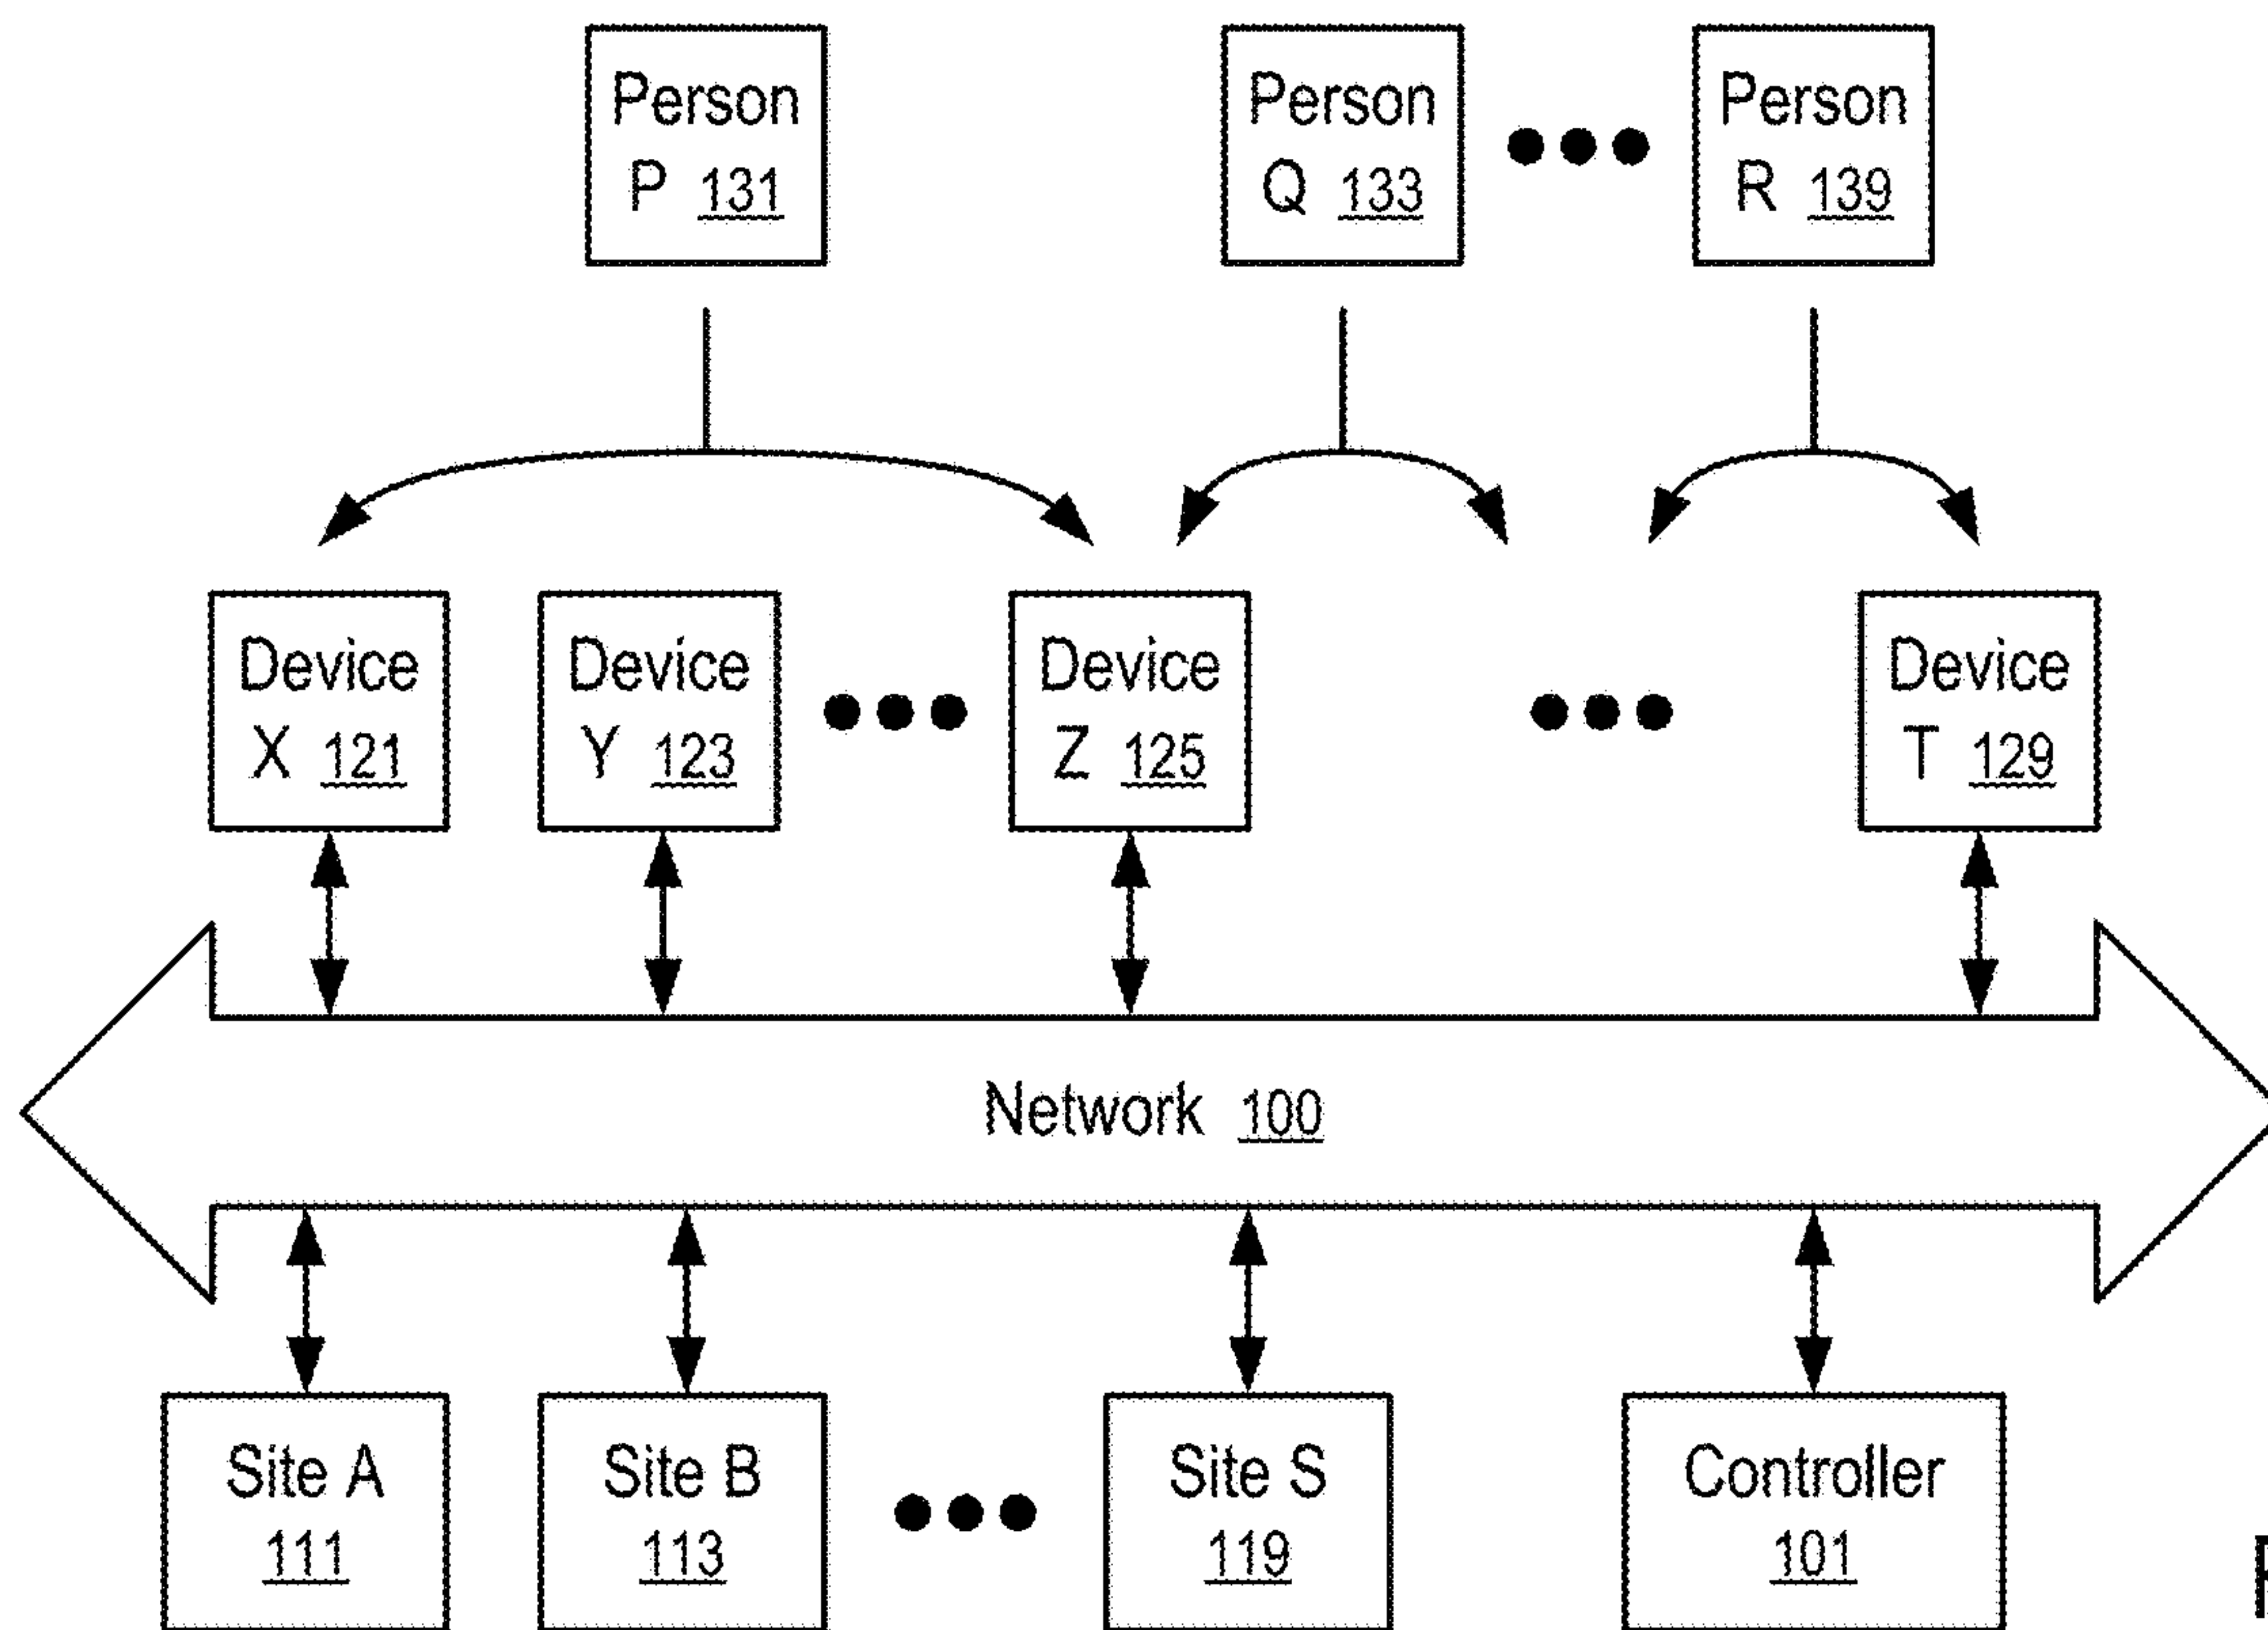 Person
P 131
Person
Q 133
Person
R 139
Device
X 121
Device
Y 123
Device
Z 125
Device
T 129
Network 100
Site A
111
Site B
113
Site S
119
Controller
101